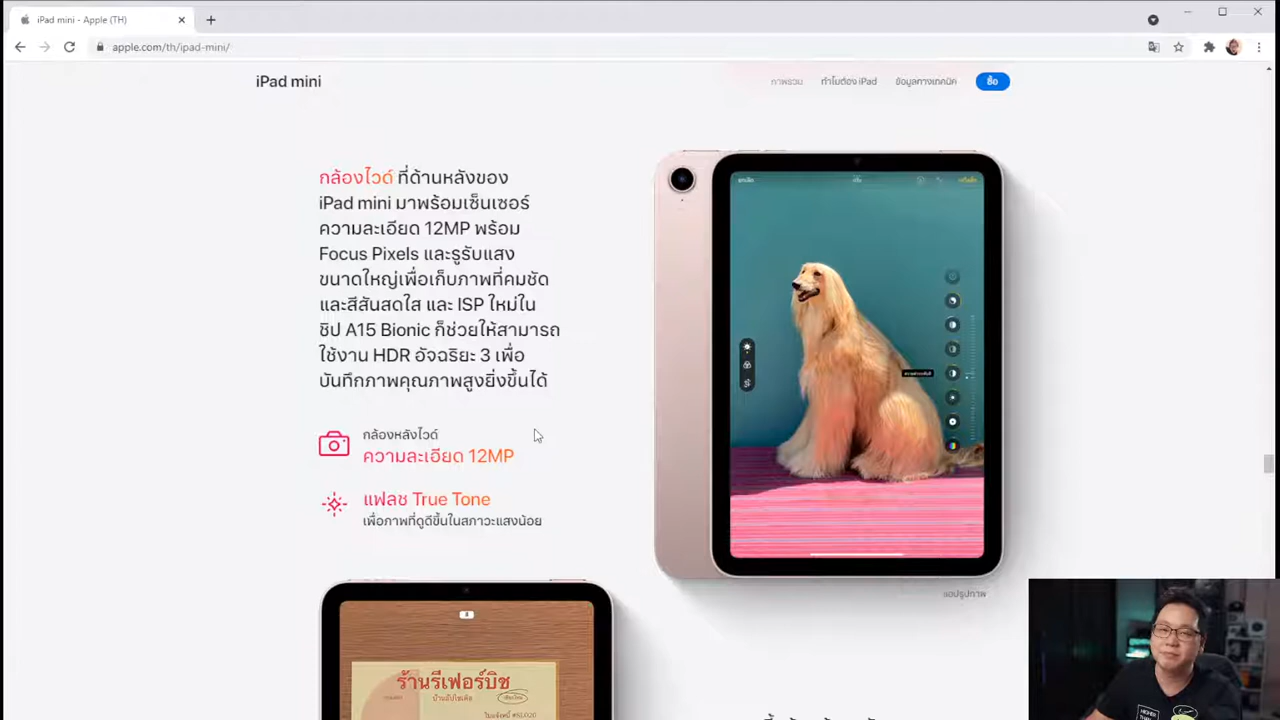 iPad mini - Apple (TH)
apple.com/th/ipad-mini/
iPad mini
ภาพรวม
ทำไมต้อง iPad
ข้อมูลทางเทคนิค
ซื้อ
กล้องไวด์ ที่ด้านหลังของ
iPad mini มาพร้อมเซ็นเซอร์
ความละเอียด 12MP พร้อม
Focus Pixels และรูรับแสง
ขนาดใหญ่เพื่อเก็บภาพที่คมชัด
และสีสันสดใส และ ISP ใหม่ใน
ชิป A15 Bionic ก็ช่วยให้สามารถ
ใช้งาน HDR อัจฉริยะ 3 เพื่อ
บันทึกภาพคุณภาพสูงยิ่งขึ้นได้
กล้องหลังไวด์
ความละเอียด 12MP
แฟลช True Tone
เพื่อภาพที่ดูดีขึ้นในสภาวะแสงน้อย
แอปรูปภาพ
ร้านรีเฟอร์บิช
ใบแจ้งหนี้
HIGHER